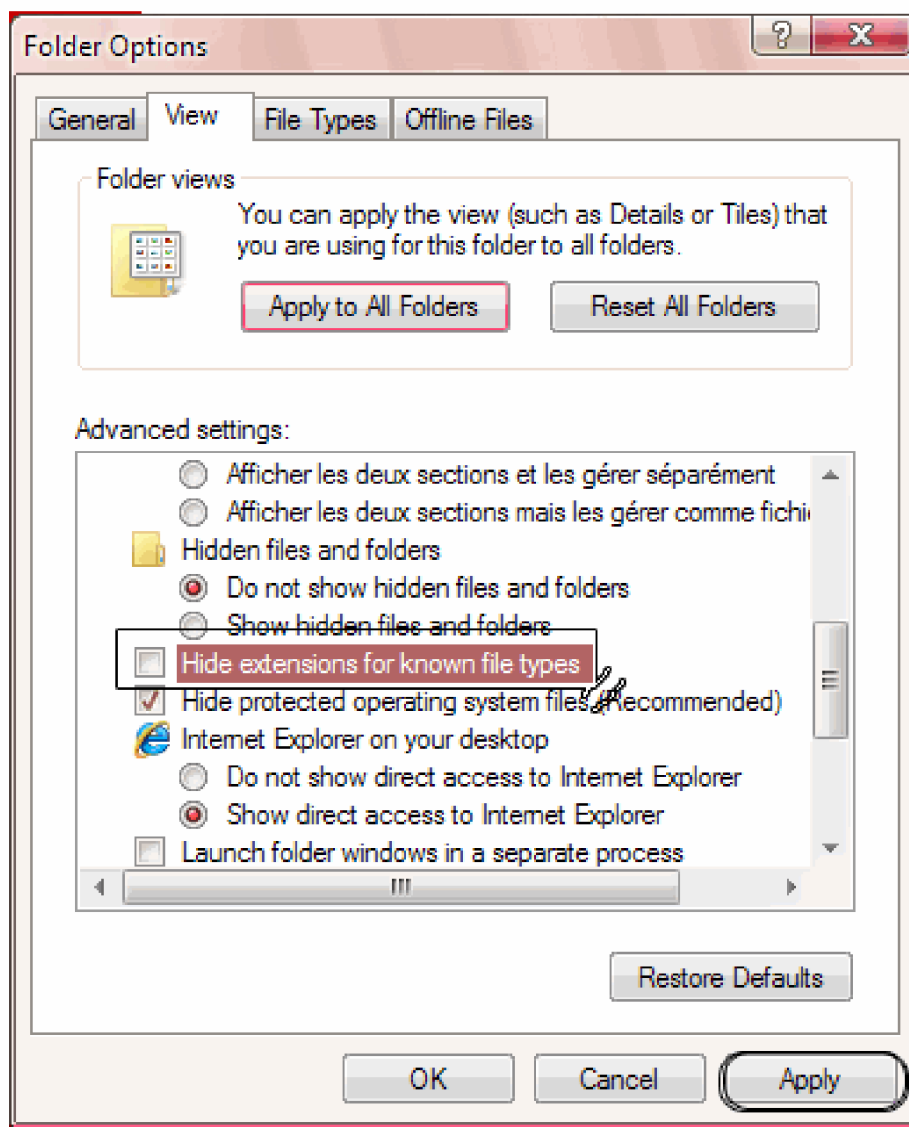 Folder Options
General View File Types Offline Files
Folder views
You can apply the view (such as Details or Tiles) that
you are using for this folder to all folders.
Apply to All Folders Reset All Folders
Advanced settings:
Afficher les deux sections et les gérer séparément
Afficher les deux sections mais les gérer comme fichi
Hidden files and folders
Do not show hidden files and folders
Show hidden files and folders
Hide extensions for known file types
Hide protected operating system files (Recommended)
Internet Explorer on your desktop
Do not show direct access to Internet Explorer
Show direct access to Internet Explorer
Launch folder windows in a separate process
Restore Defaults
OK Cancel Apply